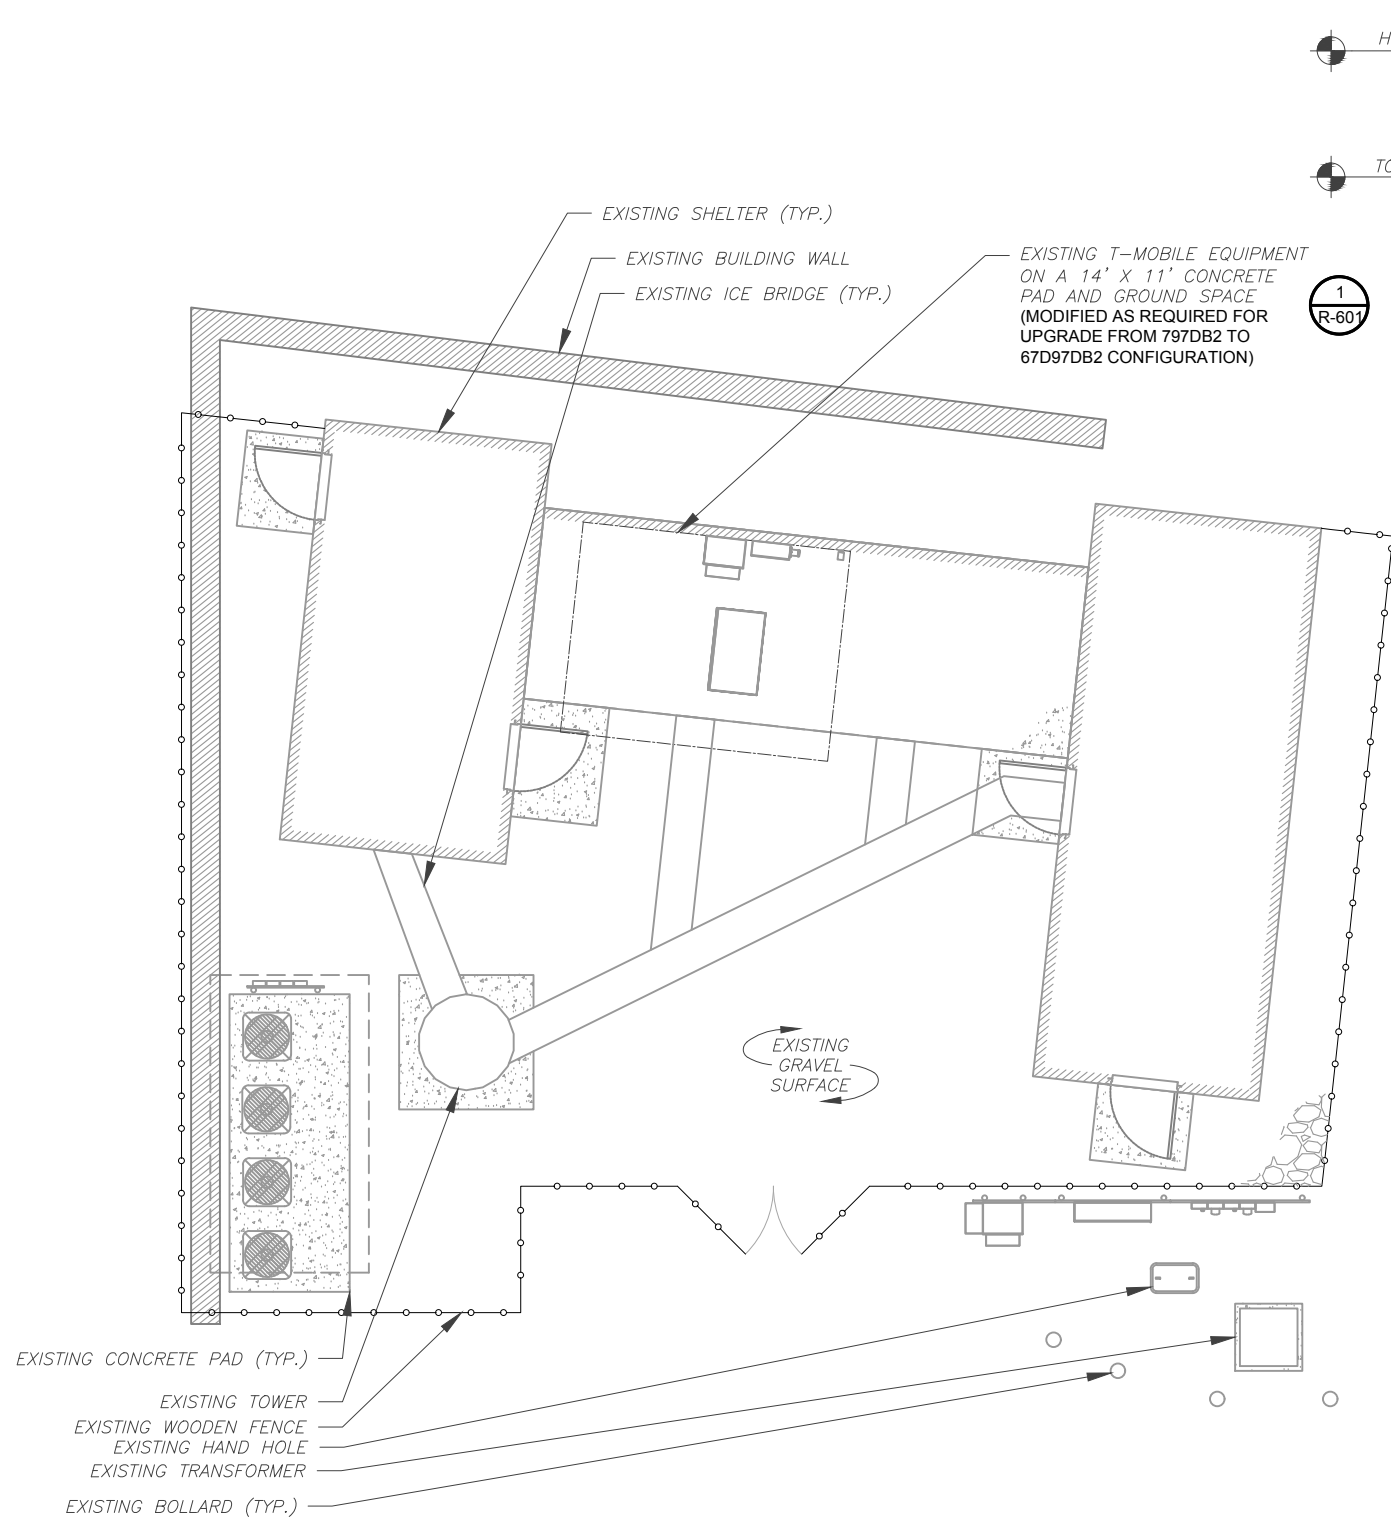 H
TO
EXISTING SHELTER (TYP.)
EXISTING BUILDING WALL
EXISTING ICE BRIDGE (TYP.)
EXISTING T-MOBILE EQUIPMENT
ON A 14' X 11' CONCRETE
PAD AND GROUND SPACE
(MODIFIED AS REQUIRED FOR
UPGRADE FROM 797DB2 TO
67D97DB2 CONFIGURATION)
1
R-601
EXISTING
GRAVEL
SURFACE
EXISTING CONCRETE PAD (TYP.)
EXISTING TOWER
EXISTING WOODEN FENCE
EXISTING HAND HOLE
EXISTING TRANSFORMER
EXISTING BOLLARD (TYP.)